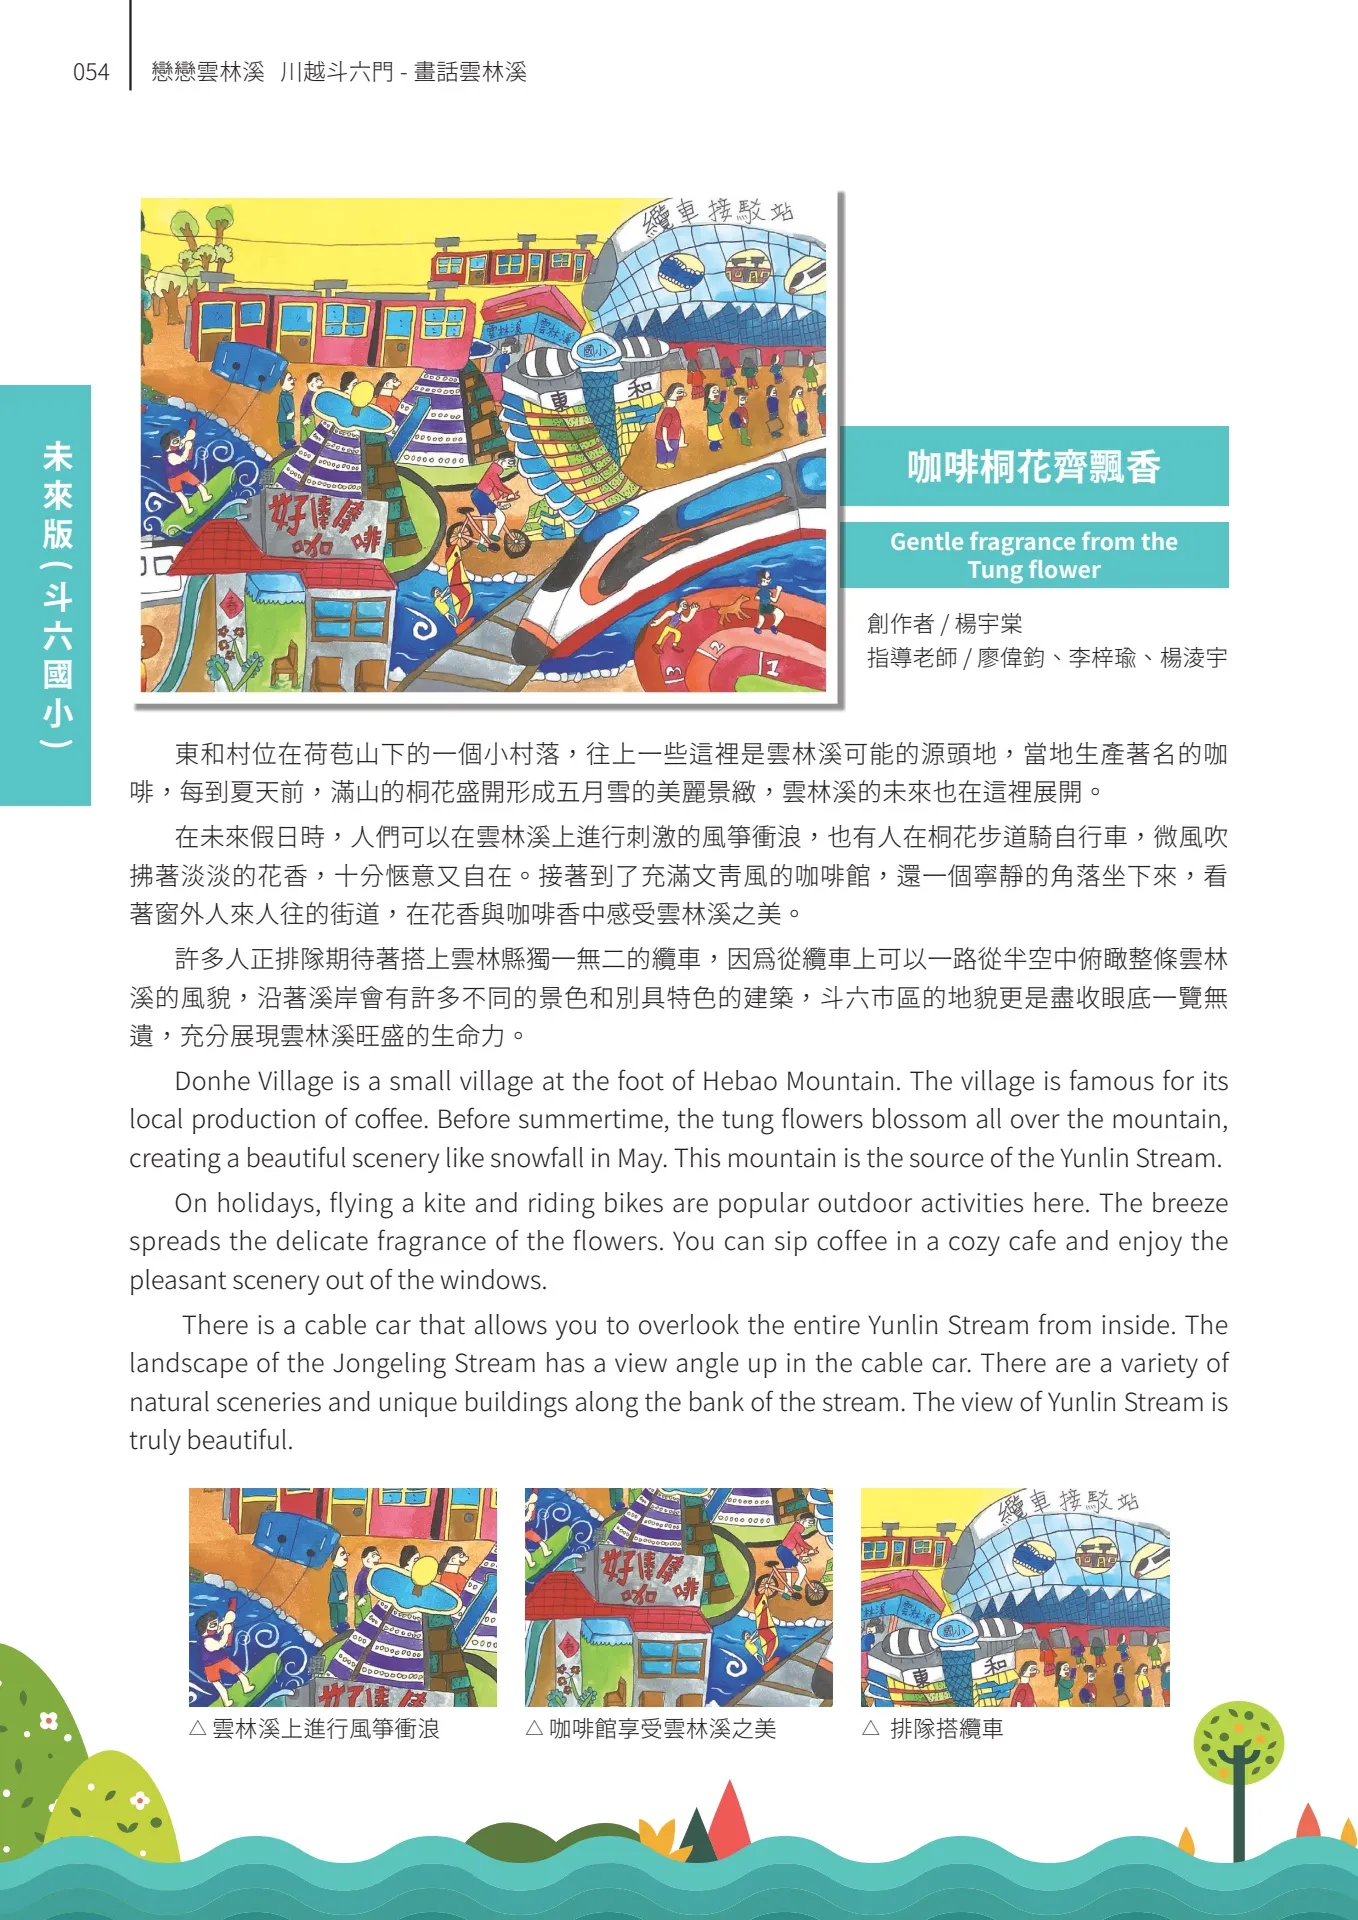 054
戀戀雲林溪 川越斗六門 - 畫話雲林溪
未來版(斗六國小)
纜車接駁站
雲林溪
雲林溪
國小
東
和
好麼麼
咖啡
春
3
2
1
咖啡桐花齊飄香
Gentle fragrance from the
Tung flower
創作者 / 楊宇棠
指導老師 / 廖偉鈞、李梓瑜、楊淩宇
東和村位在荷苞山下的一個小村落，往上一些這裡是雲林溪可能的源頭地，當地生產著名的咖
啡，每到夏天前，滿山的桐花盛開形成五月雪的美麗景緻，雲林溪的未來也在這裡展開。
在未來假日時，人們可以在雲林溪上進行刺激的風箏衝浪，也有人在桐花步道騎自行車，微風吹
拂著淡淡的花香，十分愜意又自在。接著到了充滿文青風的咖啡館，還一個寧靜的角落坐下來，看
著窗外人來人往的街道，在花香與咖啡香中感受雲林溪之美。
許多人正排隊期待著搭上雲林縣獨一無二的纜車，因為從纜車上可以一路從半空中俯瞰整條雲林
溪的風貌，沿著溪岸會有許多不同的景色和別具特色的建築，斗六市區的地貌更是盡收眼底一覽無
遺，充分展現雲林溪旺盛的生命力。
Donhe Village is a small village at the foot of Hebao Mountain. The village is famous for its
local production of coffee. Before summertime, the tung flowers blossom all over the mountain,
creating a beautiful scenery like snowfall in May. This mountain is the source of the Yunlin Stream.
On holidays, flying a kite and riding bikes are popular outdoor activities here. The breeze
spreads the delicate fragrance of the flowers. You can sip coffee in a cozy cafe and enjoy the
pleasant scenery out of the windows.
There is a cable car that allows you to overlook the entire Yunlin Stream from inside. The
landscape of the Jongeling Stream has a view angle up in the cable car. There are a variety of
natural sceneries and unique buildings along the bank of the stream. The view of Yunlin Stream is
truly beautiful.
△ 雲林溪上進行風箏衝浪
△ 咖啡館享受雲林溪之美
△ 排隊搭纜車